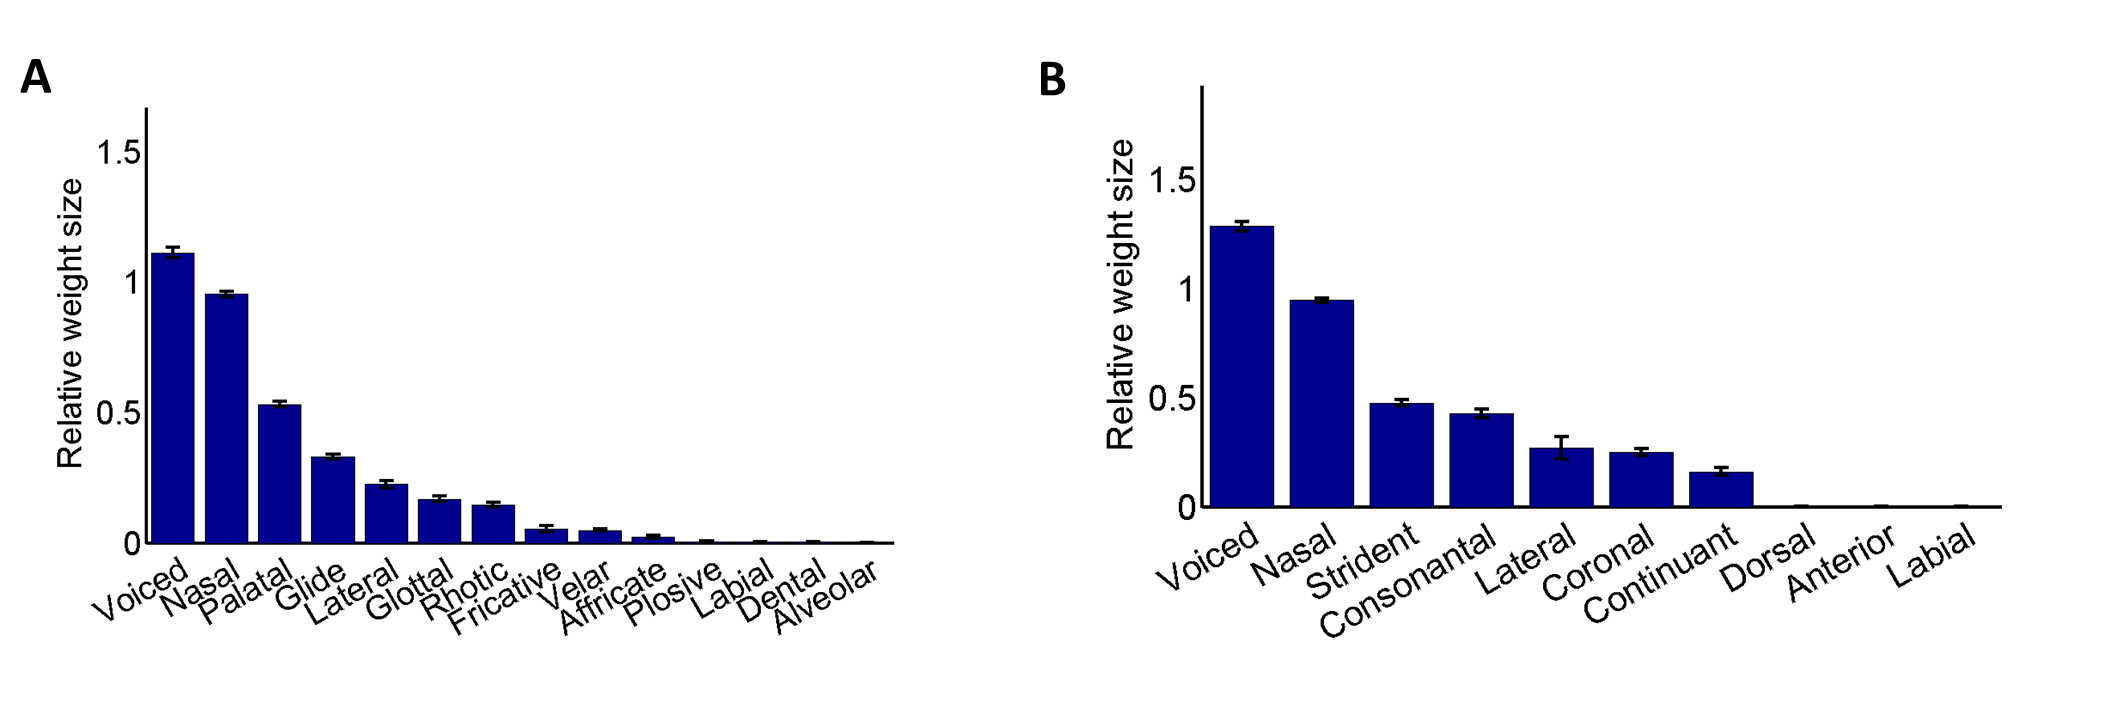 A
Relative weight size
1.5
1
0.5
0
Voiced
Nasal
Palatal
Glide
Lateral
Glottal
Rhotic
Fricative
Velar
Affricate
Plosive
Labial
Dental
Alveolar
B
Relative weight size
1.5
1
0.5
0
Voiced
Nasal
Strident
Consonantal
Lateral
Coronal
Continuant
Dorsal
Anterior
Labial